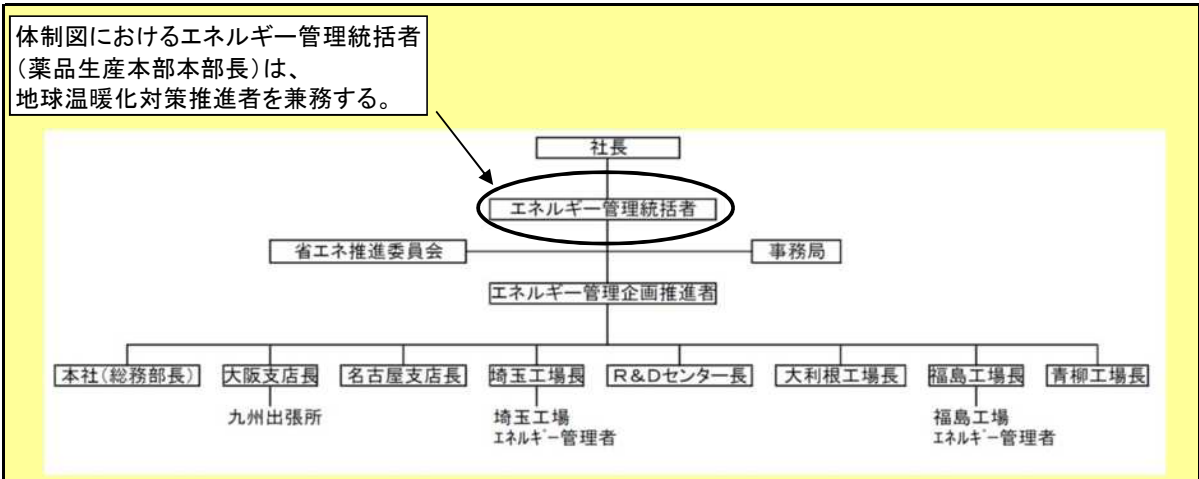 体制図におけるエネルギー管理統括者
(薬品生産本部本部長)は、
地球温暖化対策推進者を兼務する。
社長
エネルギー管理統括者
省エネ推進委員会 事務局
エネルギー管理企画推進者
本社(総務部長) 大阪支店長 名古屋支店長 埼玉工場長 R&Dセンター長 大利根工場長 福島工場長 青柳工場長
九州出張所 埼玉工場 福島工場
エネルギー管理者 エネルギー管理者